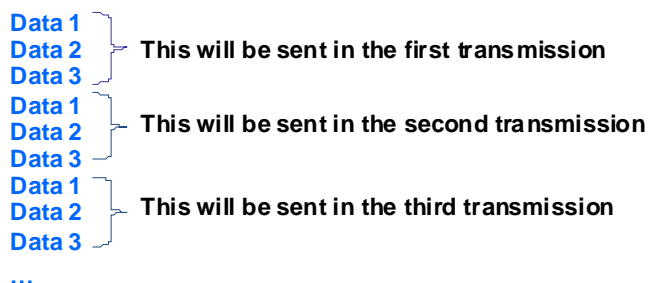 Data 1
Data 2 This will be sent in the first transmission
Data 3
Data 1
Data 2 This will be sent in the second transmission
Data 3
Data 1
Data 2 This will be sent in the third transmission
Data 3
...